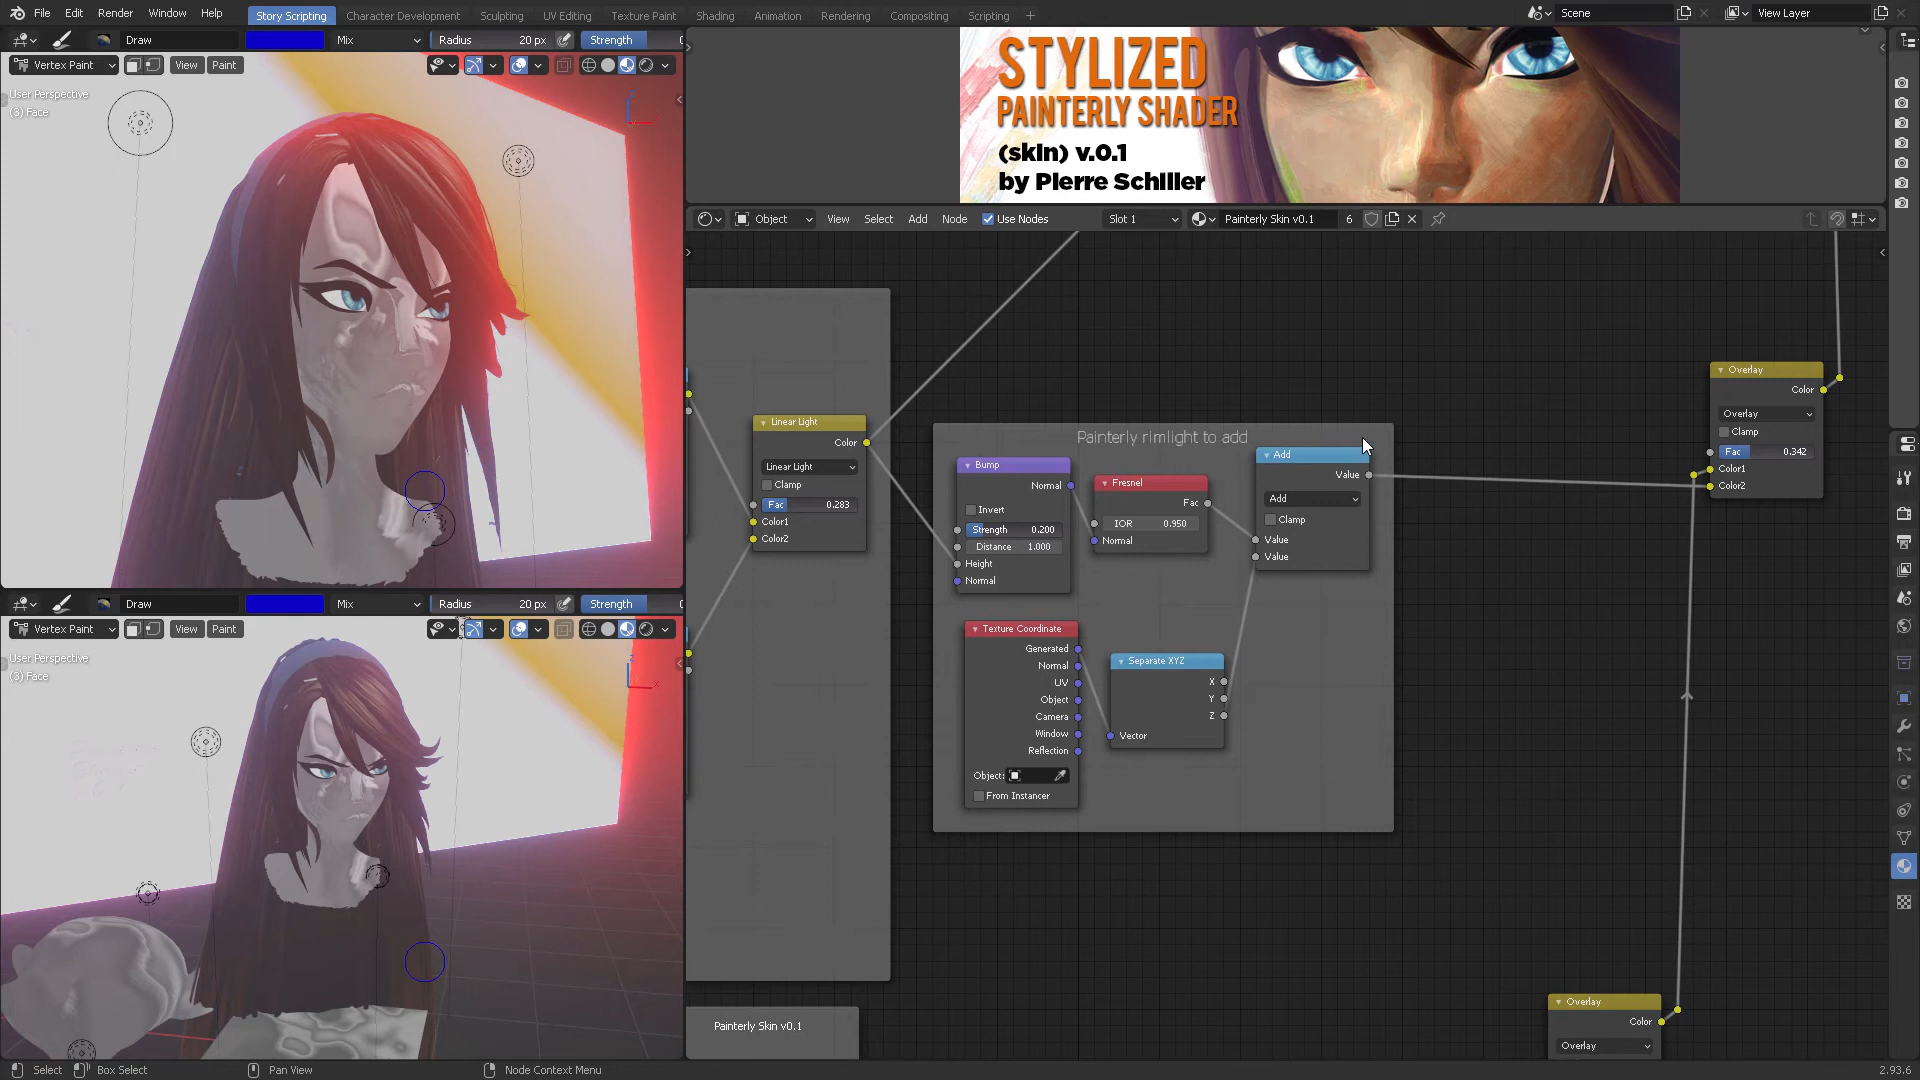 File Edit Render Window Help
Story Scripting Character Development Sculpting UV Editing Texture Paint Shading Animation Rendering Compositing Scripting +
Scene
View Layer
Draw Mix Radius 20 px Strength 0
Vertex Paint View Paint
User Perspective
(3) Face
STYLIZED
PAINTERLY SHADER
(skin) v.0.1
by Pierre Schiller
Object View Select Add Node Use Nodes Slot 1 Painterly Skin v0.1 6
Linear Light
Color
Linear Light
Clamp
Fac 0.283
Color1
Color2
Painterly rimlight to add
Bump
Normal
Invert
Strength 0.200
Distance 1.000
Height
Normal
Fresnel
Fac
IOR 0.950
Normal
Add
Value
Add
Clamp
Value
Value
Overlay
Color
Overlay
Clamp
Fac 0.342
Color1
Color2
Texture Coordinate
Generated
Normal
UV
Object
Camera
Window
Reflection
Object:
From Instancer
Separate XYZ
X
Y
Z
Vector
Draw Mix Radius 20 px Strength 0
Vertex Paint View Paint
User Perspective
(3) Face
Painterly Skin v0.1
Overlay
Color
Overlay
Select Box Select Pan View Node Context Menu 2.93.6